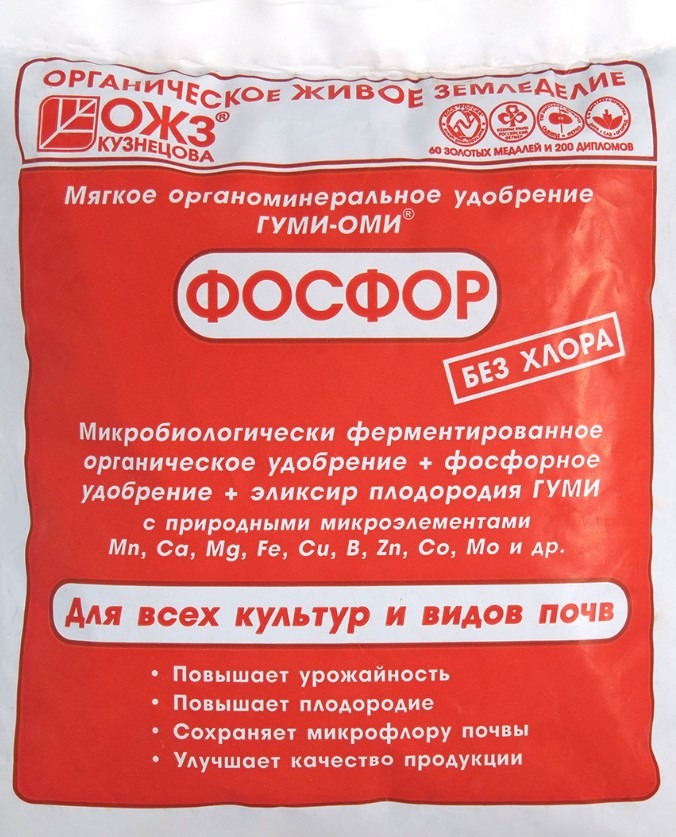 ОРГАНИЧЕСКОЕ ЖИВОЕ ЗЕМЛЕДЕЛИЕ
ОЖЗ®
КУЗНЕЦОВА
60 ЗОЛОТЫХ МЕДАЛЕЙ И 200 ДИПЛОМОВ
Мягкое органоминеральное удобрение
ГУМИ-ОМИ®
ФОСФОР
БЕЗ ХЛОРА
Микробиологически ферментированное
органическое удобрение + фосфорное
удобрение + эликсир плодородия ГУМИ
с природными микроэлементами
Mn, Ca, Mg, Fe, Cu, B, Zn, Co, Mo и др.
Для всех культур и видов почв
• Повышает урожайность
• Повышает плодородие
• Сохраняет микрофлору почвы
• Улучшает качество продукции